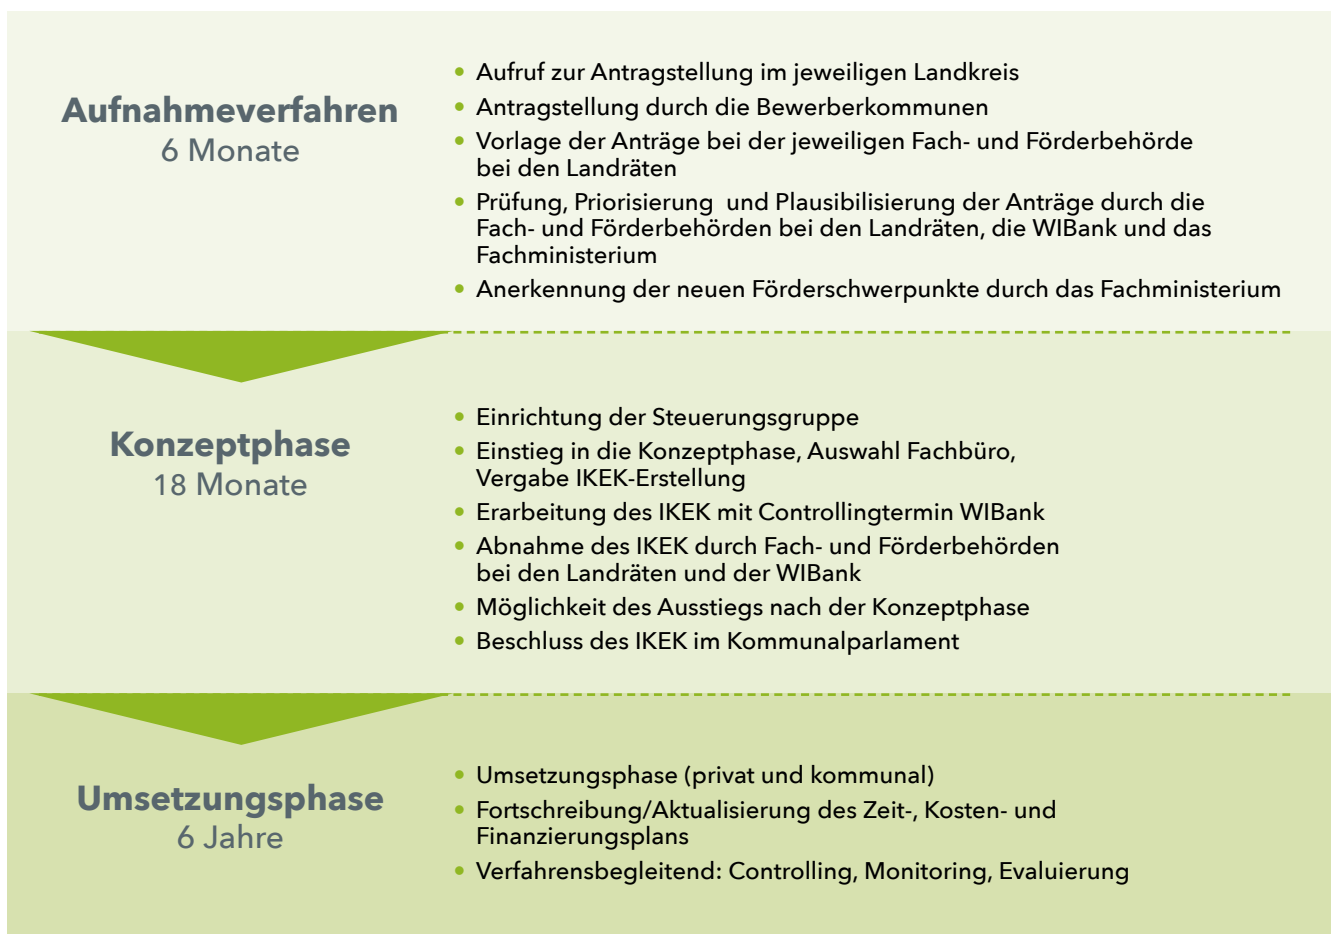 Aufnahmeverfahren
6 Monate
• Aufruf zur Antragstellung im jeweiligen Landkreis
• Antragstellung durch die Bewerberkommunen
• Vorlage der Anträge bei der jeweiligen Fach- und Förderbehörde
bei den Landräten
• Prüfung, Priorisierung und Plausibilisierung der Anträge durch die
Fach- und Förderbehörden bei den Landräten, die WIBank und das
Fachministerium
• Anerkennung der neuen Förderschwerpunkte durch das Fachministerium
Konzeptphase
18 Monate
• Einrichtung der Steuerungsgruppe
• Einstieg in die Konzeptphase, Auswahl Fachbüro,
Vergabe IKEK-Erstellung
• Erarbeitung des IKEK mit Controllingtermin WIBank
• Abnahme des IKEK durch Fach- und Förderbehörden
bei den Landräten und der WIBank
• Möglichkeit des Ausstiegs nach der Konzeptphase
• Beschluss des IKEK im Kommunalparlament
Umsetzungsphase
6 Jahre
• Umsetzungsphase (privat und kommunal)
• Fortschreibung/Aktualisierung des Zeit-, Kosten- und
Finanzierungsplans
• Verfahrensbegleitend: Controlling, Monitoring, Evaluierung